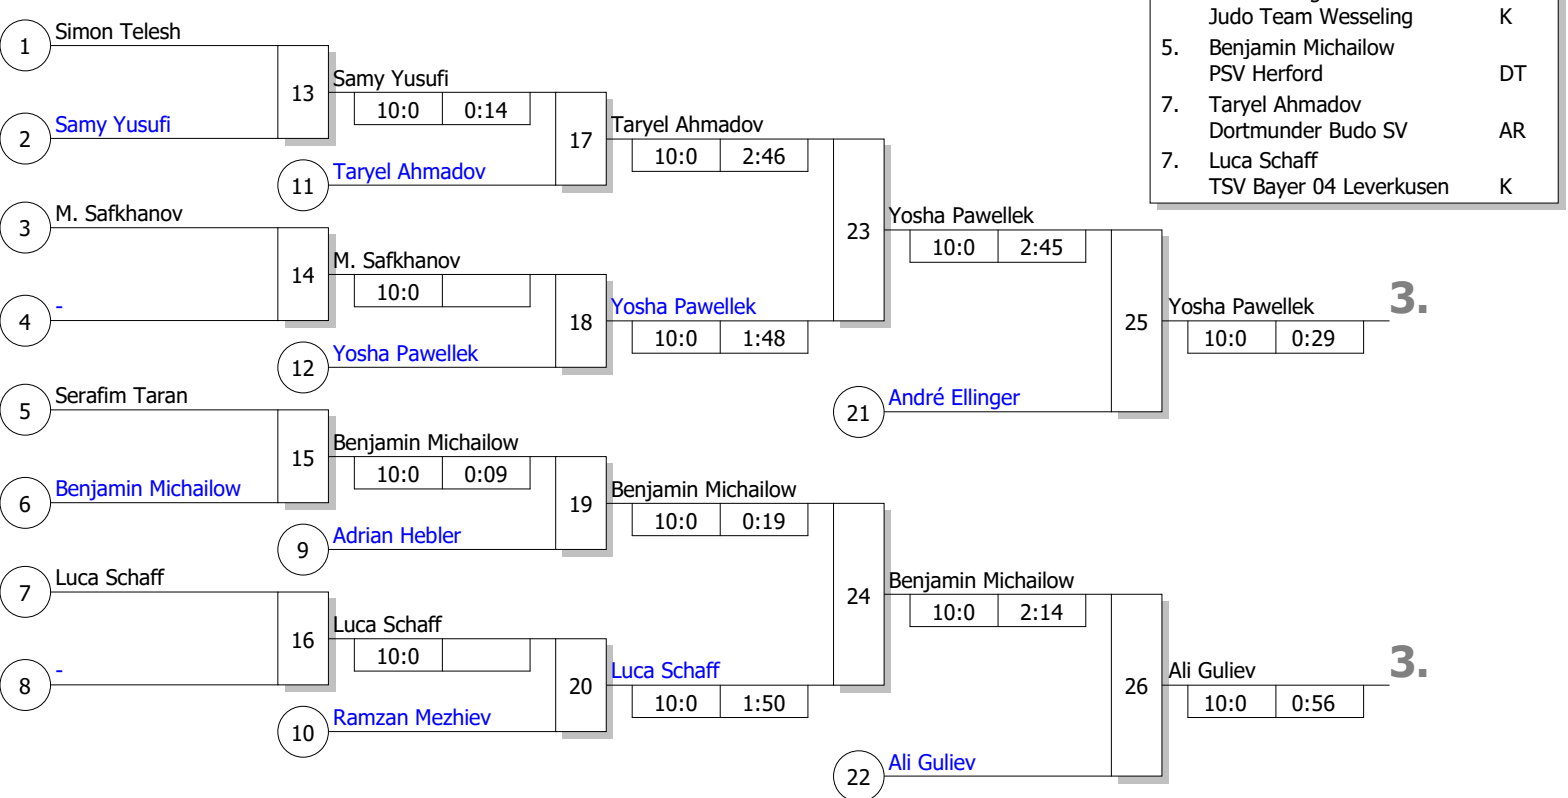 Judo Team Wesseling K
5. Benjamin Michailow
PSV Herford DT
7. Taryel Ahmadov
Dortmunder Budo SV AR
7. Luca Schaff
TSV Bayer 04 Leverkusen K
1 Simon Telesh
13 Samy Yusufi
10:0 0:14
2 Samy Yusufi
17 Taryel Ahmadov
10:0 2:46
11 Taryel Ahmadov
3 M. Safkhanov
23 Yosha Pawellek
10:0 2:45
14 M. Safkhanov
10:0
4 -
18 Yosha Pawellek
10:0 1:48
12 Yosha Pawellek
25 Yosha Pawellek 3.
10:0 0:29
5 Serafim Taran
21 André Ellinger
15 Benjamin Michailow
10:0 0:09
6 Benjamin Michailow
19 Benjamin Michailow
10:0 0:19
9 Adrian Hebler
7 Luca Schaff
24 Benjamin Michailow
10:0 2:14
16 Luca Schaff
10:0
8 -
20 Luca Schaff
10:0 1:50
10 Ramzan Mezhiev
26 Ali Guliev 3.
10:0 0:56
22 Ali Guliev